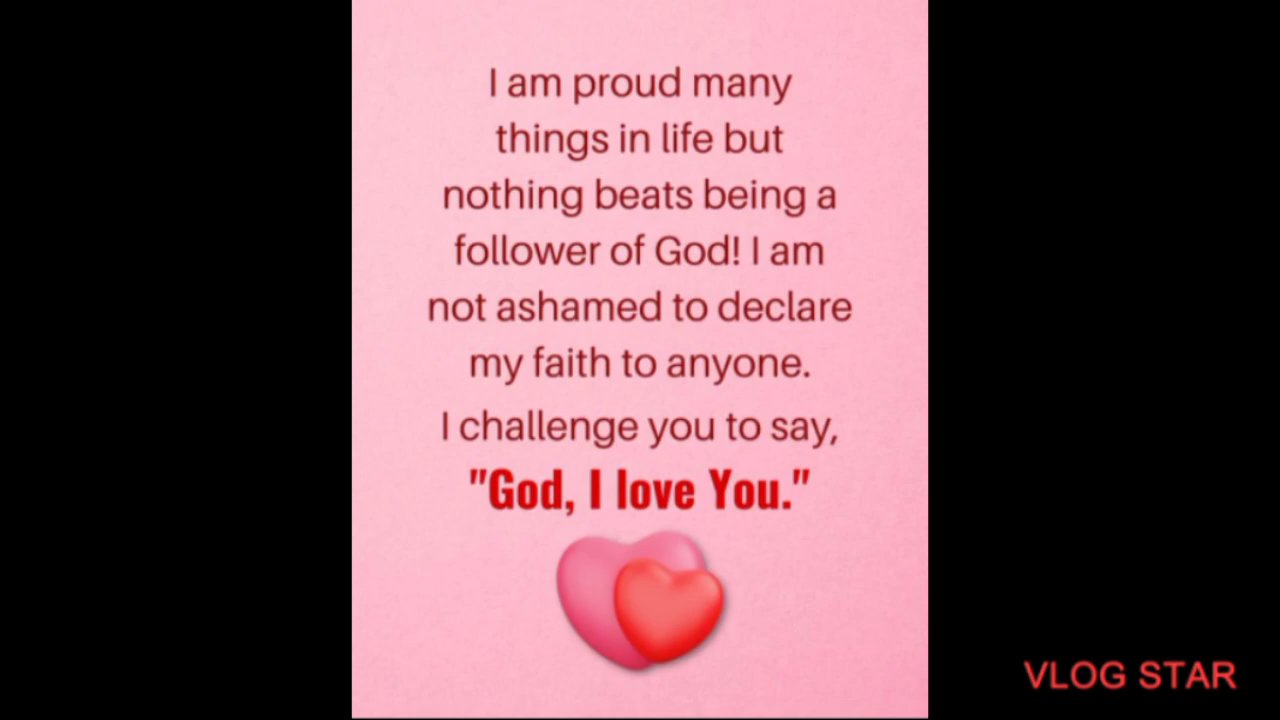 I am proud many
things in life but
nothing beats being a
follower of God! I am
not ashamed to declare
my faith to anyone.
I challenge you to say,
"God, I love You."
VLOG STAR